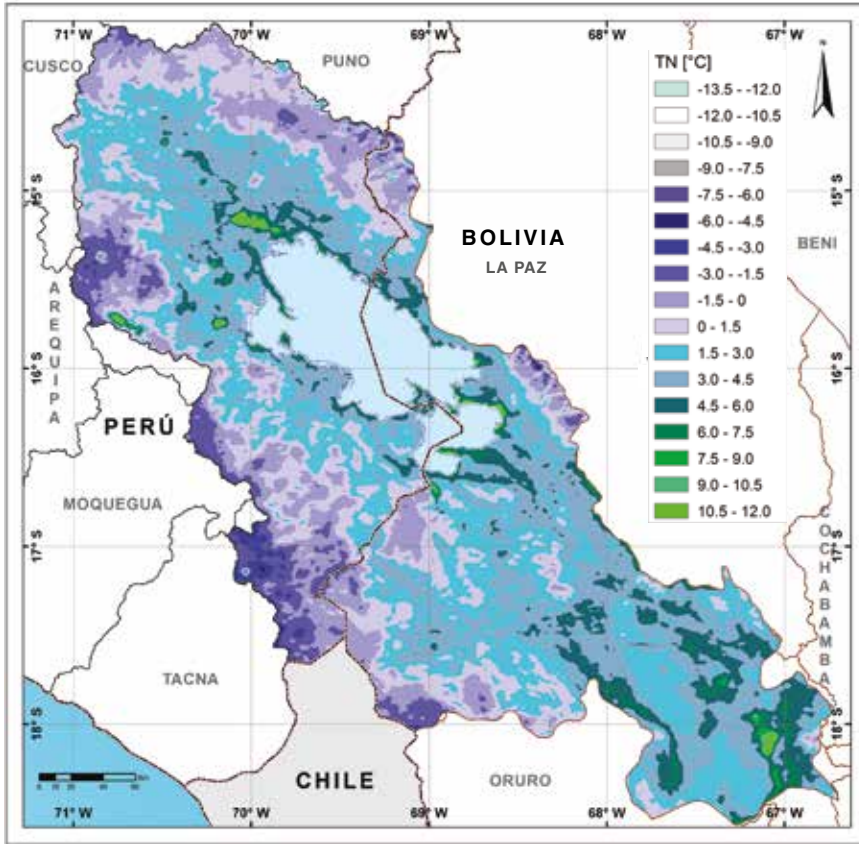 71° W
70° W
69° W
68° W
67° W
CUSCO
PUNO
TN [°C]
-13.5 - -12.0
-12.0 - -10.5
-10.5 - -9.0
-9.0 - -7.5
-7.5 - -6.0
-6.0 - -4.5
-4.5 - -3.0
-3.0 - -1.5
-1.5 - 0
0 - 1.5
1.5 - 3.0
3.0 - 4.5
4.5 - 6.0
6.0 - 7.5
7.5 - 9.0
9.0 - 10.5
10.5 - 12.0
15° S
15° S
BOLIVIA
LA PAZ
BENI
AREQUIPA
16° S
16° S
PERÚ
MOQUEGUA
COCHABAMBA
17° S
17° S
TACNA
18° S
18° S
CHILE
ORURO
71° W
70° W
69° W
68° W
67° W